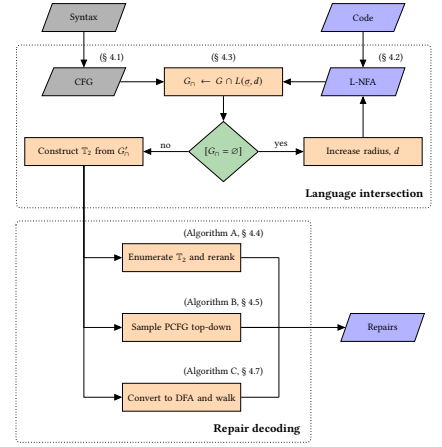 Syntax
Code
(§ 4.1)
(§ 4.3)
(§ 4.2)
CFG
G∩ ← G ∩ L(σ, d)
L-NFA
[G∩ = ∅]
no
yes
Construct 𝕋₂ from G′∩
Increase radius, d
Language intersection
(Algorithm A, § 4.4)
Enumerate 𝕋₂ and rerank
(Algorithm B, § 4.5)
Sample PCFG top-down
Repairs
(Algorithm C, § 4.7)
Convert to DFA and walk
Repair decoding